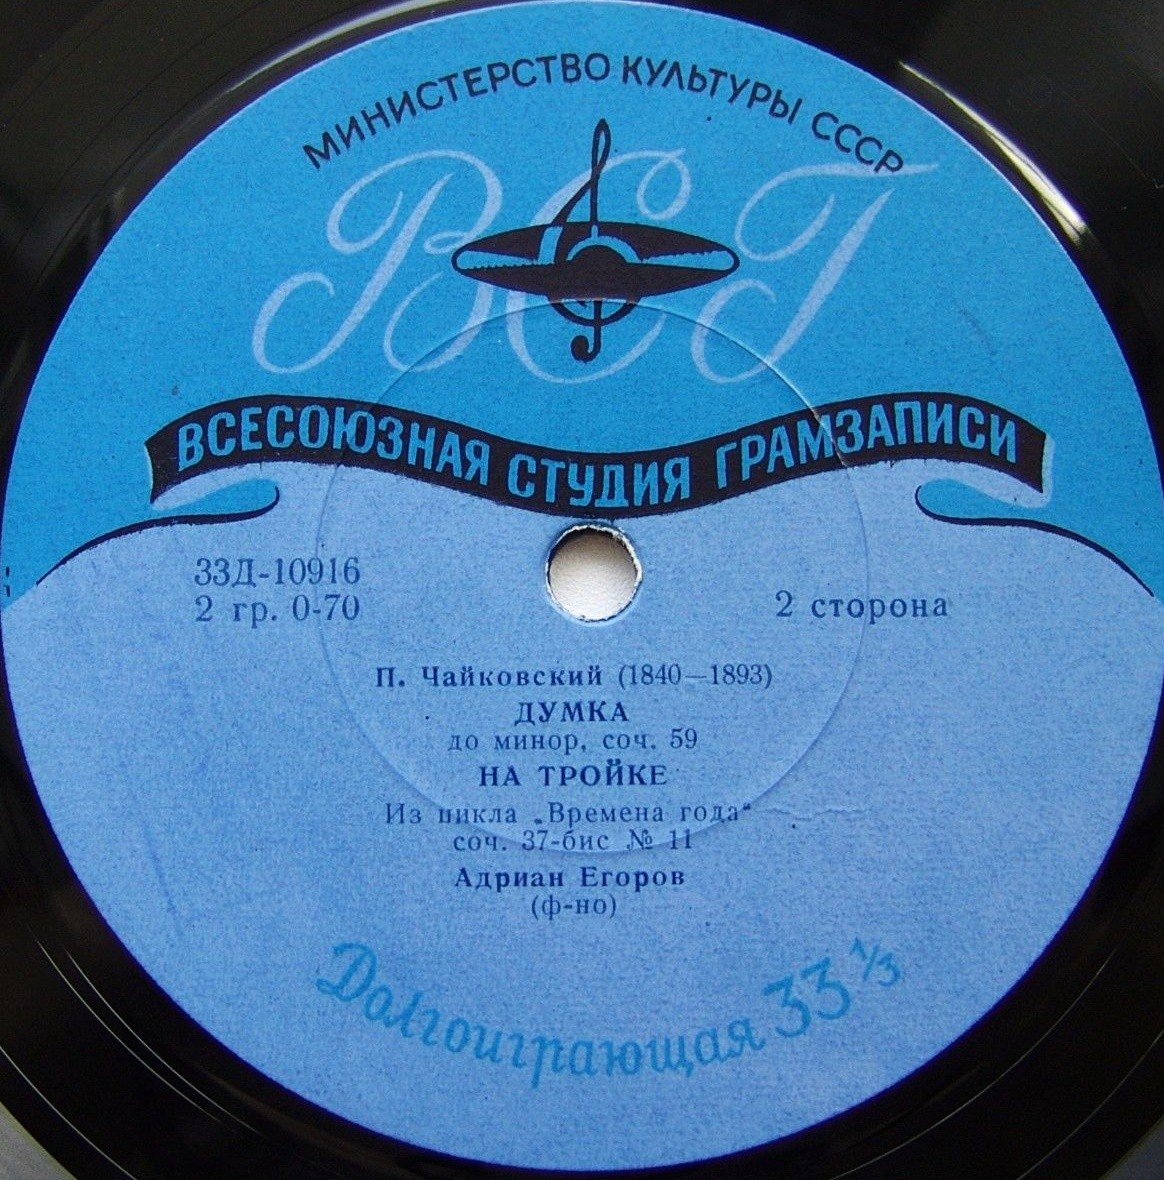 МИНИСТЕРСТВО КУЛЬТУРЫ СССР
ВСГ
ВСЕСОЮЗНАЯ СТУДИЯ ГРАМЗАПИСИ
33Д-10916
2 гр. 0-70
2 сторона
П. Чайковский (1840—1893)
ДУМКА
до минор, соч. 59
НА ТРОЙКЕ
Из цикла „Времена года“
соч. 37-бис № 11
Адриан Егоров
(ф-но)
Долгоиграющая 33⅓